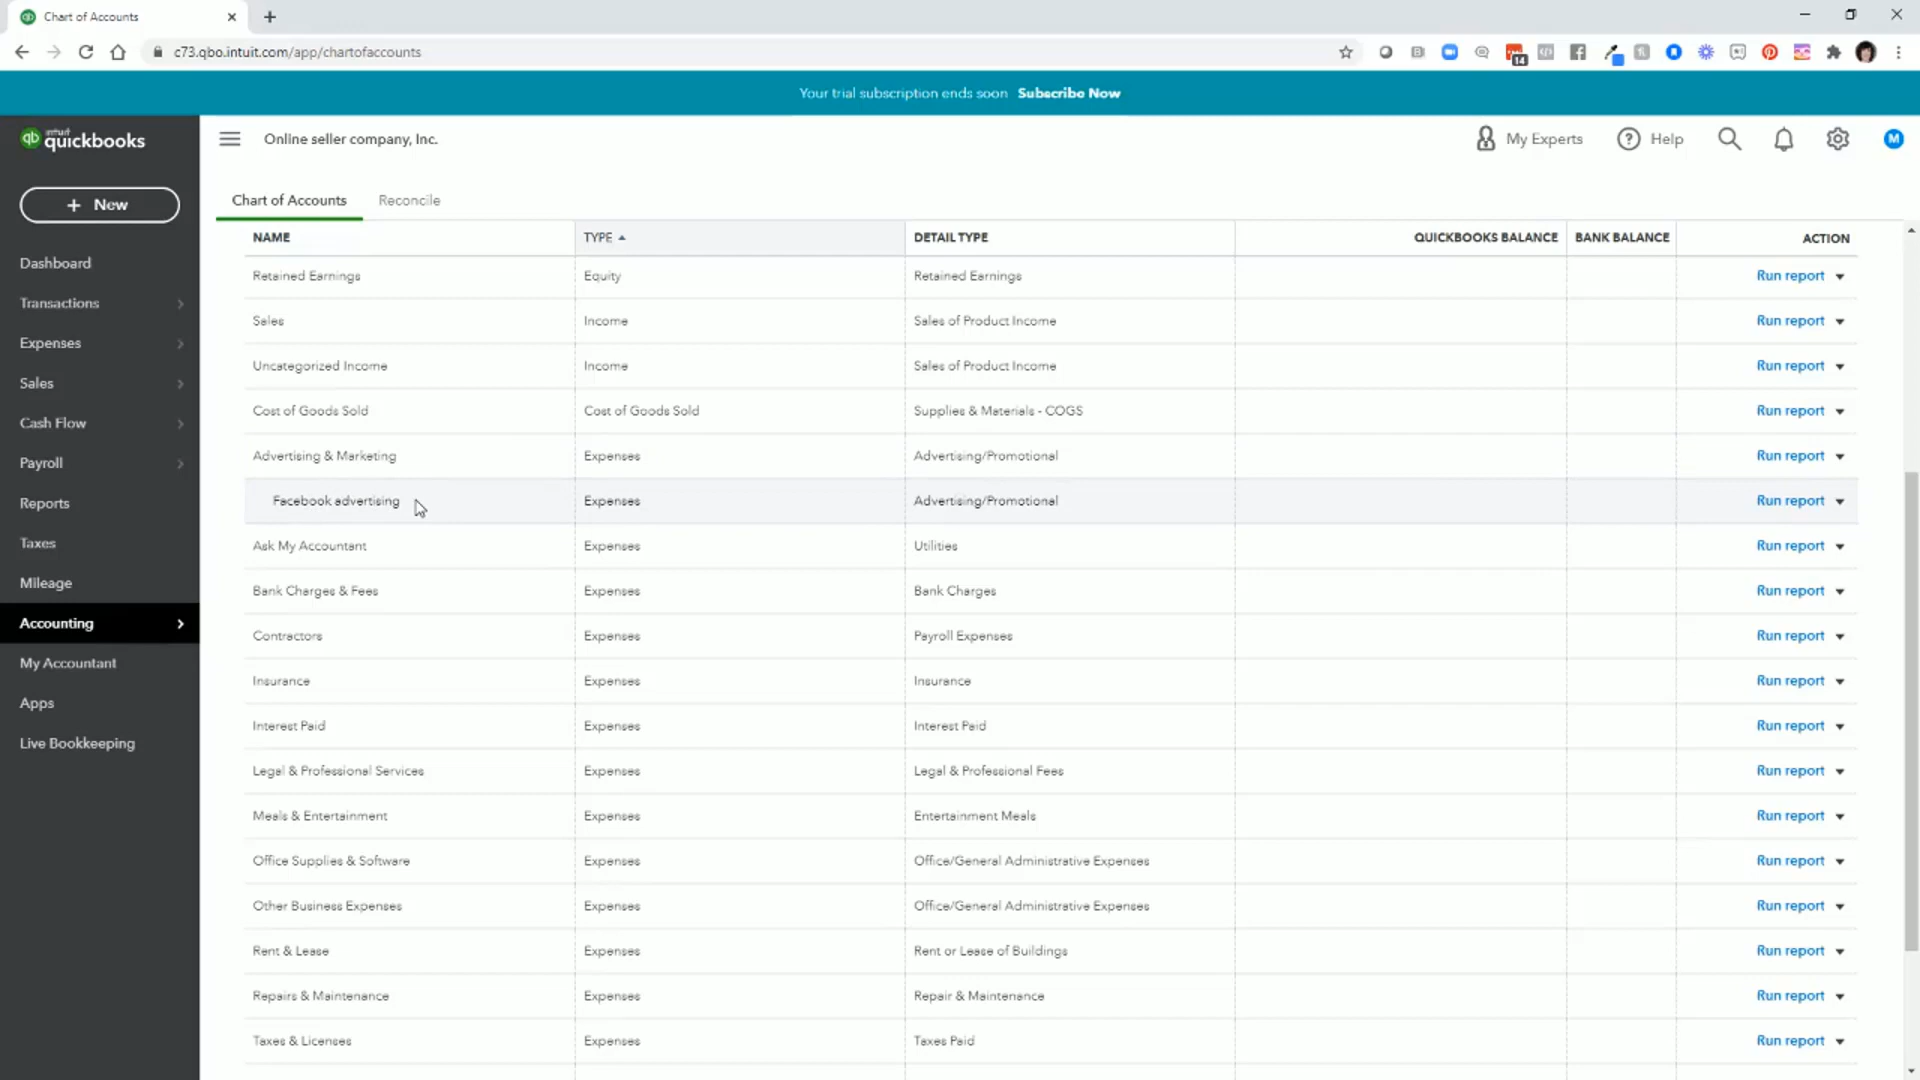 Chart of Accounts
c73.qbo.intuit.com/app/chartofaccounts
14
Your trial subscription ends soon Subscribe Now
qb intuit quickbooks
Online seller company, Inc.
My Experts
Help
M
+ New
Chart of Accounts Reconcile
Dashboard
Transactions
Expenses
Sales
Cash Flow
Payroll
Reports
Taxes
Mileage
Accounting
My Accountant
Apps
Live Bookkeeping
NAME TYPE DETAIL TYPE QUICKBOOKS BALANCE BANK BALANCE ACTION
Retained Earnings Equity Retained Earnings Run report
Sales Income Sales of Product Income Run report
Uncategorized Income Income Sales of Product Income Run report
Cost of Goods Sold Cost of Goods Sold Supplies & Materials - COGS Run report
Advertising & Marketing Expenses Advertising/Promotional Run report
Facebook advertising Expenses Advertising/Promotional Run report
Ask My Accountant Expenses Utilities Run report
Bank Charges & Fees Expenses Bank Charges Run report
Contractors Expenses Payroll Expenses Run report
Insurance Expenses Insurance Run report
Interest Paid Expenses Interest Paid Run report
Legal & Professional Services Expenses Legal & Professional Fees Run report
Meals & Entertainment Expenses Entertainment Meals Run report
Office Supplies & Software Expenses Office/General Administrative Expenses Run report
Other Business Expenses Expenses Office/General Administrative Expenses Run report
Rent & Lease Expenses Rent or Lease of Buildings Run report
Repairs & Maintenance Expenses Repair & Maintenance Run report
Taxes & Licenses Expenses Taxes Paid Run report